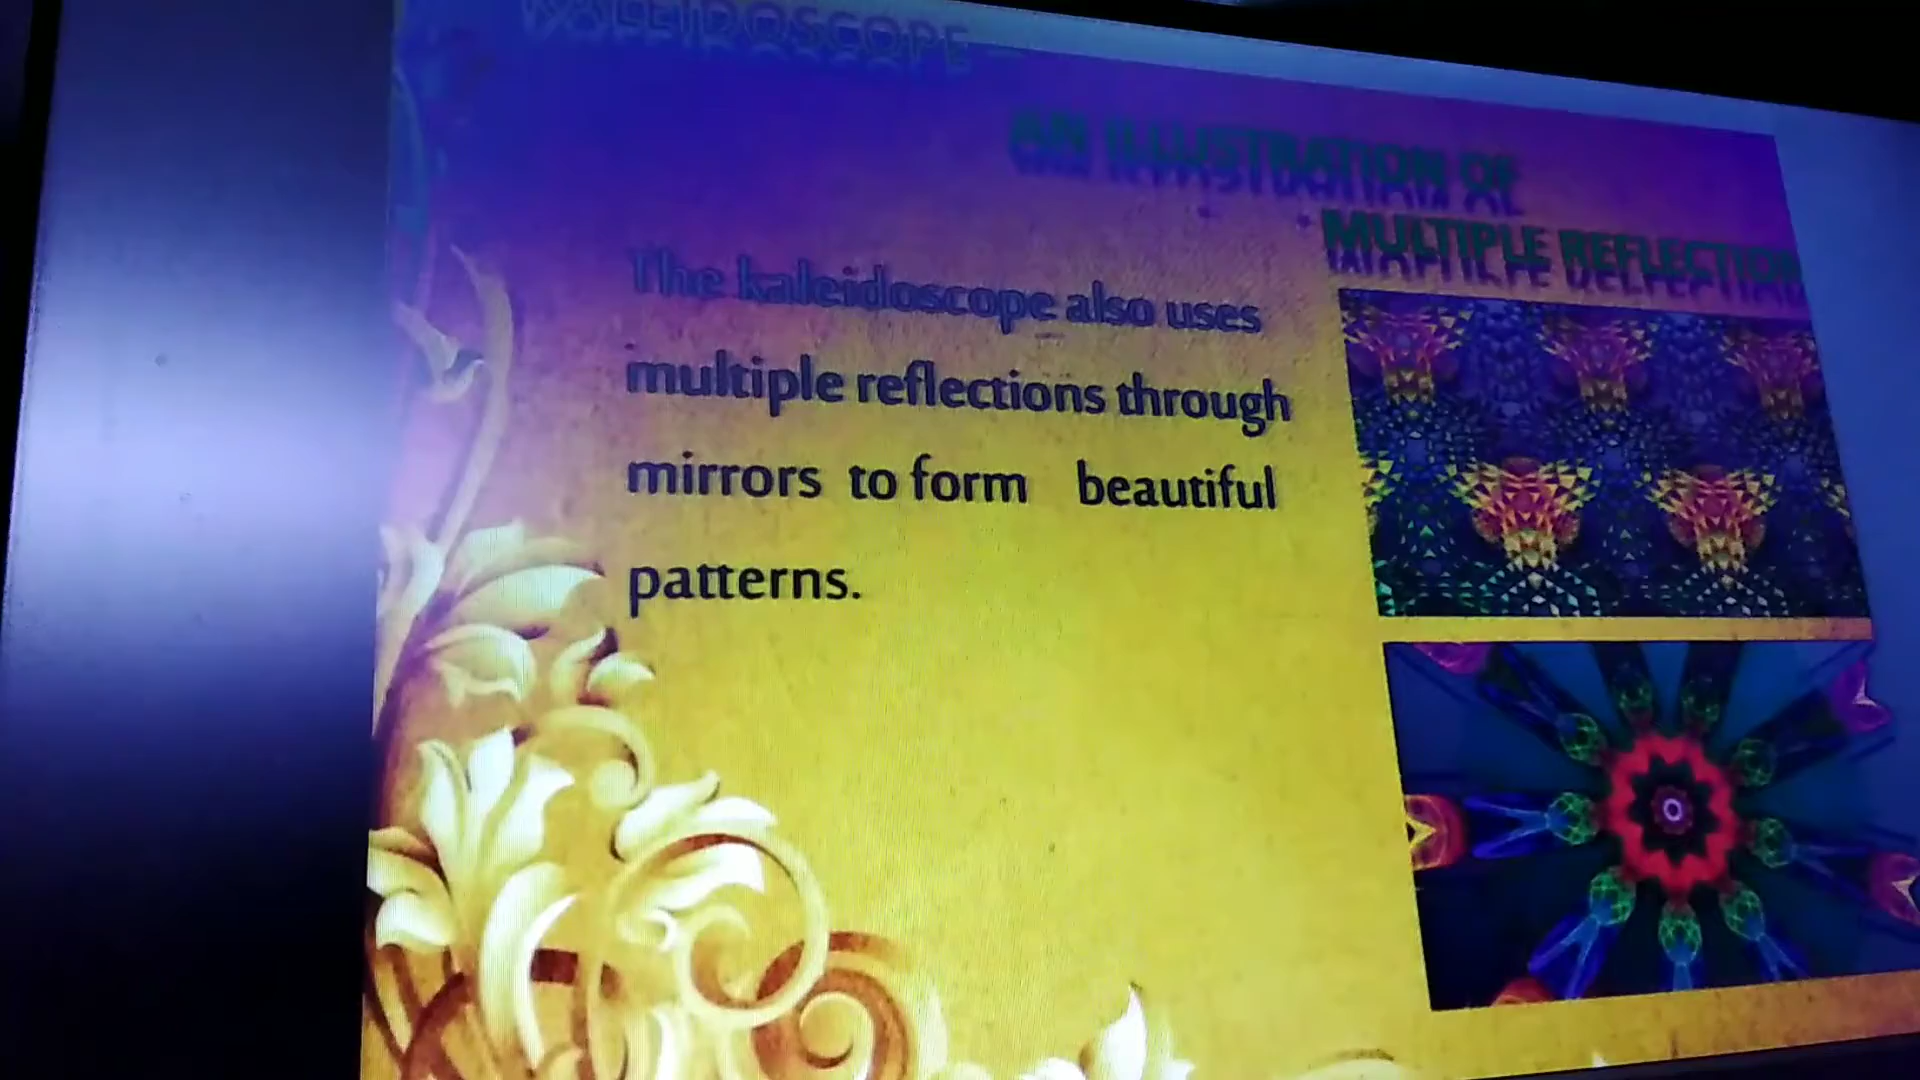 KALEIDOSCOPE
AN ILLUSTRATION OF
MULTIPLE REFLECTION
The kaleidoscope also uses
multiple reflections through
mirrors to form beautiful
patterns.